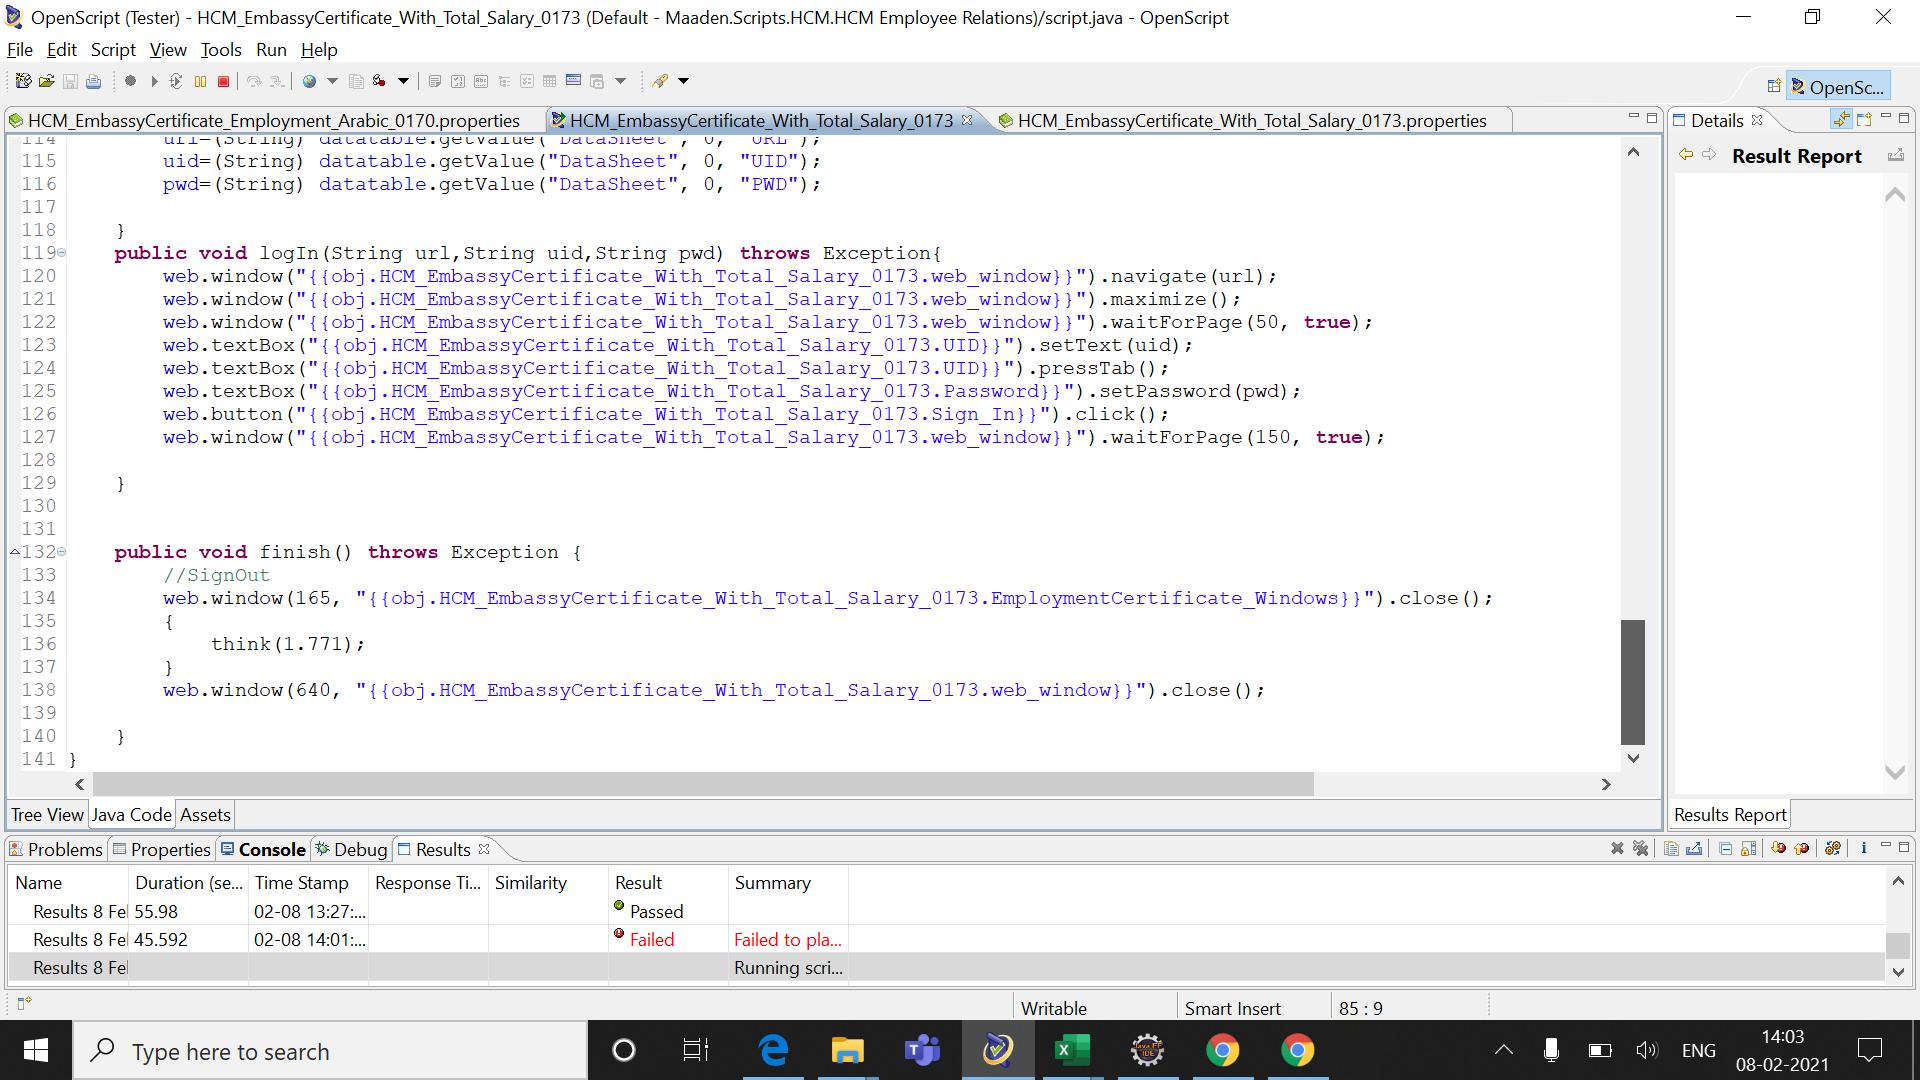 OpenScript (Tester) - HCM_EmbassyCertificate_With_Total_Salary_0173 (Default - Maaden.Scripts.HCM.HCM Employee Relations)/script.java - OpenScript
File Edit Script View Tools Run Help
OpenSc...
HCM_EmbassyCertificate_Employment_Arabic_0170.properties HCM_EmbassyCertificate_With_Total_Salary_0173 HCM_EmbassyCertificate_With_Total_Salary_0173.properties
114 url=(String) datatable.getValue("DataSheet", 0, "URL");
115 uid=(String) datatable.getValue("DataSheet", 0, "UID");
116 pwd=(String) datatable.getValue("DataSheet", 0, "PWD");
117
118 }
119 public void logIn(String url,String uid,String pwd) throws Exception{
120 web.window("{{obj.HCM_EmbassyCertificate_With_Total_Salary_0173.web_window}}").navigate(url);
121 web.window("{{obj.HCM_EmbassyCertificate_With_Total_Salary_0173.web_window}}").maximize();
122 web.window("{{obj.HCM_EmbassyCertificate_With_Total_Salary_0173.web_window}}").waitForPage(50, true);
123 web.textBox("{{obj.HCM_EmbassyCertificate_With_Total_Salary_0173.UID}}").setText(uid);
124 web.textBox("{{obj.HCM_EmbassyCertificate_With_Total_Salary_0173.UID}}").pressTab();
125 web.textBox("{{obj.HCM_EmbassyCertificate_With_Total_Salary_0173.Password}}").setPassword(pwd);
126 web.button("{{obj.HCM_EmbassyCertificate_With_Total_Salary_0173.Sign_In}}").click();
127 web.window("{{obj.HCM_EmbassyCertificate_With_Total_Salary_0173.web_window}}").waitForPage(150, true);
128
129 }
130
131
132 public void finish() throws Exception {
133 //SignOut
134 web.window(165, "{{obj.HCM_EmbassyCertificate_With_Total_Salary_0173.EmploymentCertificate_Windows}}").close();
135 {
136 think(1.771);
137 }
138 web.window(640, "{{obj.HCM_EmbassyCertificate_With_Total_Salary_0173.web_window}}").close();
139
140 }
141 }
Tree View Java Code Assets
Details
Result Report
Results Report
Problems Properties Console Debug Results
Name Duration (se... Time Stamp Response Ti... Similarity Result Summary
Results 8 Fe 55.98 02-08 13:27:... Passed
Results 8 Fe 45.592 02-08 14:01:... Failed Failed to pla...
Results 8 Fe Running scri...
Writable Smart Insert 85 : 9
Type here to search
ENG
14:03
08-02-2021